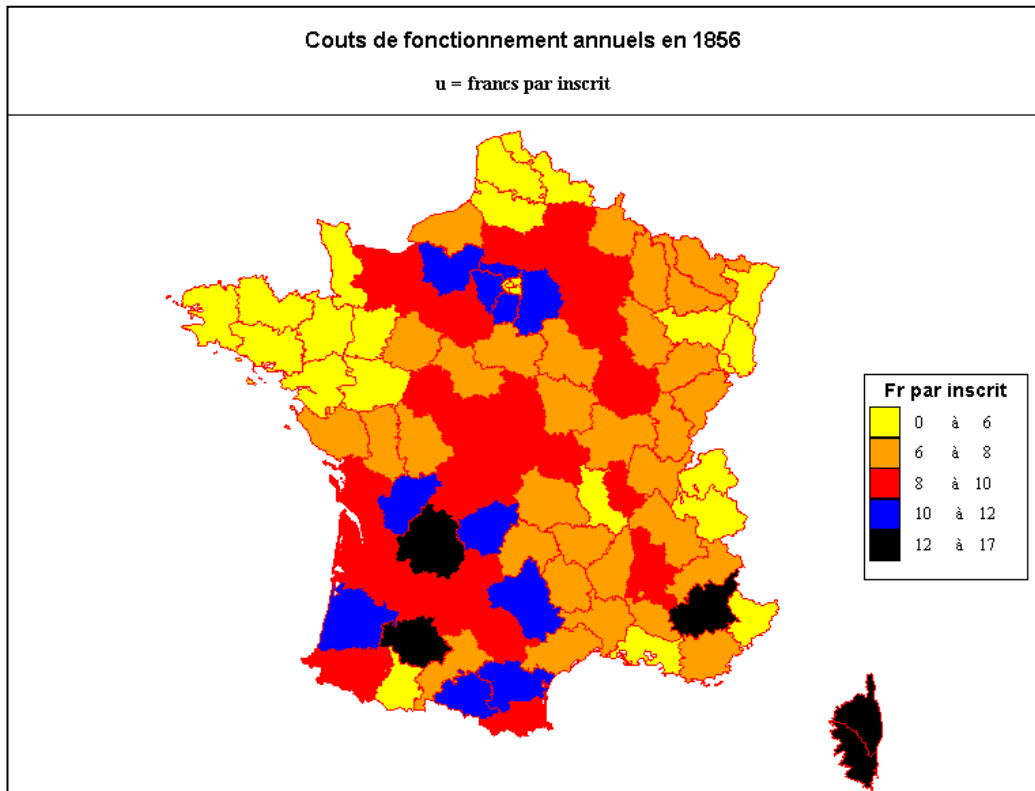 Couts de fonctionnement annuels en 1856
u = francs par inscrit
Fr par inscrit
0 à 6
6 à 8
8 à 10
10 à 12
12 à 17